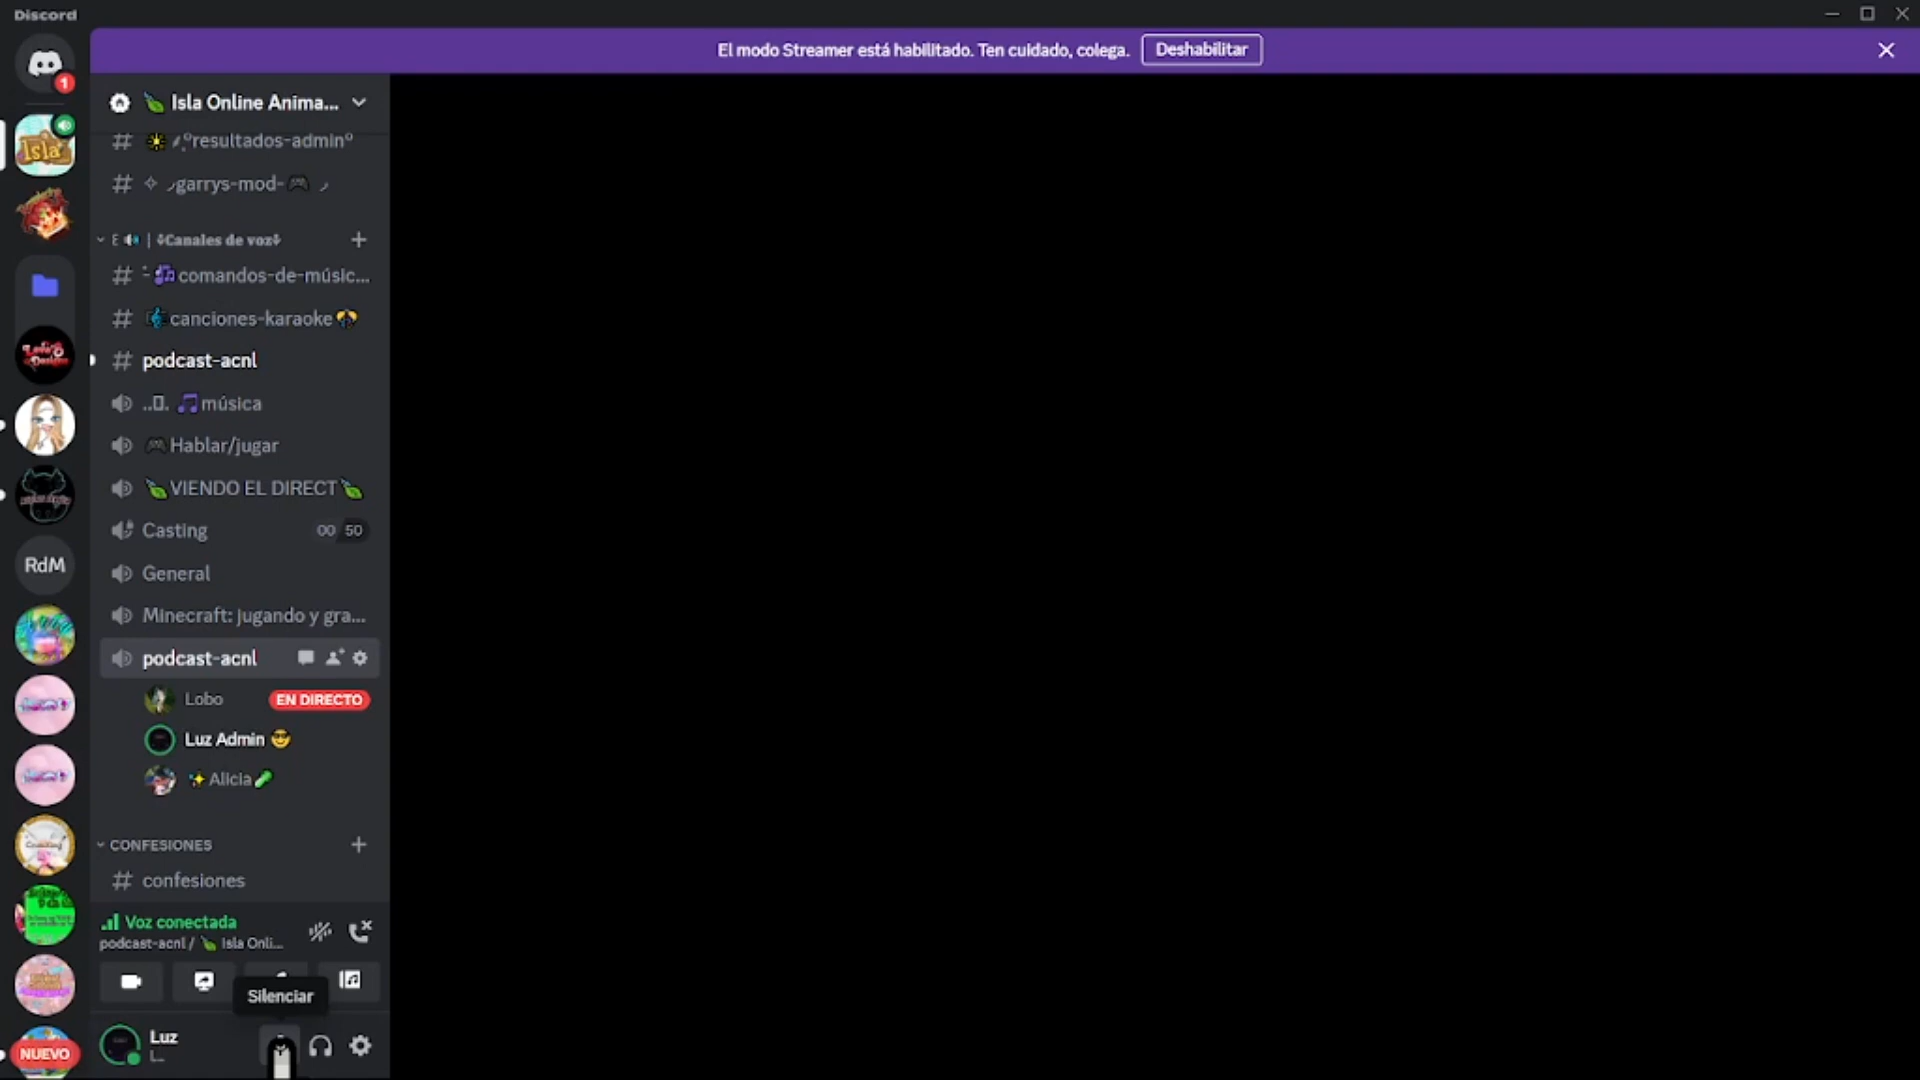 Discord
El modo Streamer está habilitado. Ten cuidado, colega.
Deshabilitar
1
Isla Online Anima...
resultados-admin
garrys-mod-
E | Canales de voz
comandos-de-músic...
canciones-karaoke
podcast-acnl
música
Hablar/jugar
VIENDO EL DIRECT
Casting 00 50
General
Minecraft: jugando y gra...
podcast-acnl
Lobo EN DIRECTO
Luz Admin
Alicia
CONFESIONES
confesiones
Voz conectada
podcast-acnl / Isla Onli...
Silenciar
Luz
L...
Isla
RdM
NUEVO